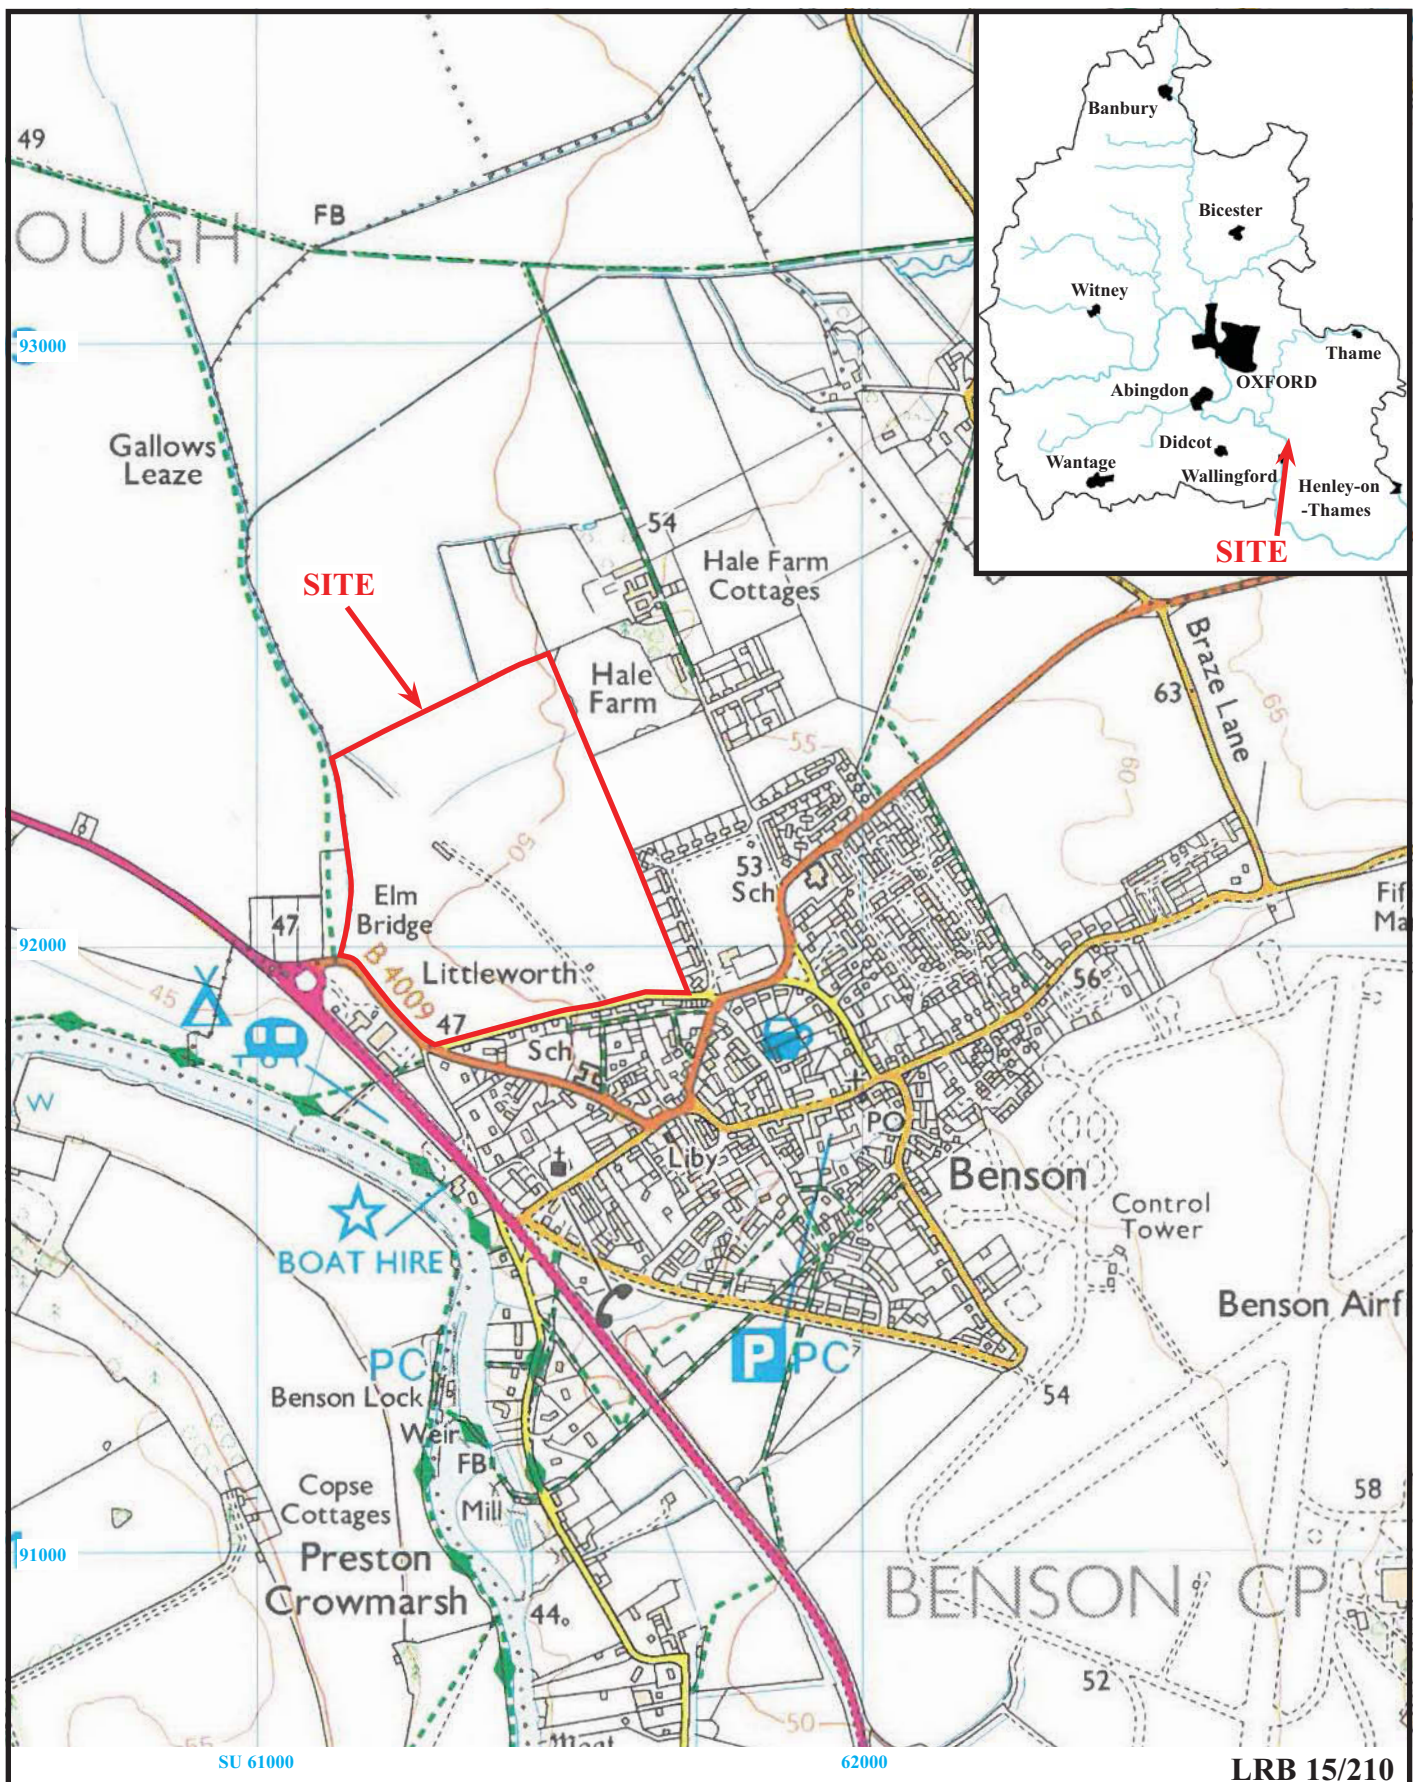 49
OUGH
FB
93000
Gallows
Leaze
SITE
54
Hale Farm
Cottages
Hale
Farm
Banbury
Bicester
Witney
Thame
OXFORD
Abingdon
Didcot
Wantage
Wallingford
Henley-on
-Thames
SITE
Braze Lane
63
65
60
55
50
53
Sch
Elm
Bridge
47
92000
B 4009
Littleworth
45
47
Sch
56
Fif
Ma
W
PO
Liby
Benson
Control
Tower
BOAT HIRE
Benson Airf
P PC
PC
Benson Lock
Weir
FB
Mill
54
58
Copse
Cottages
91000
Preston
Crowmarsh
BENSON CP
44
52
50
55
Moat
SU 61000
62000
LRB 15/210